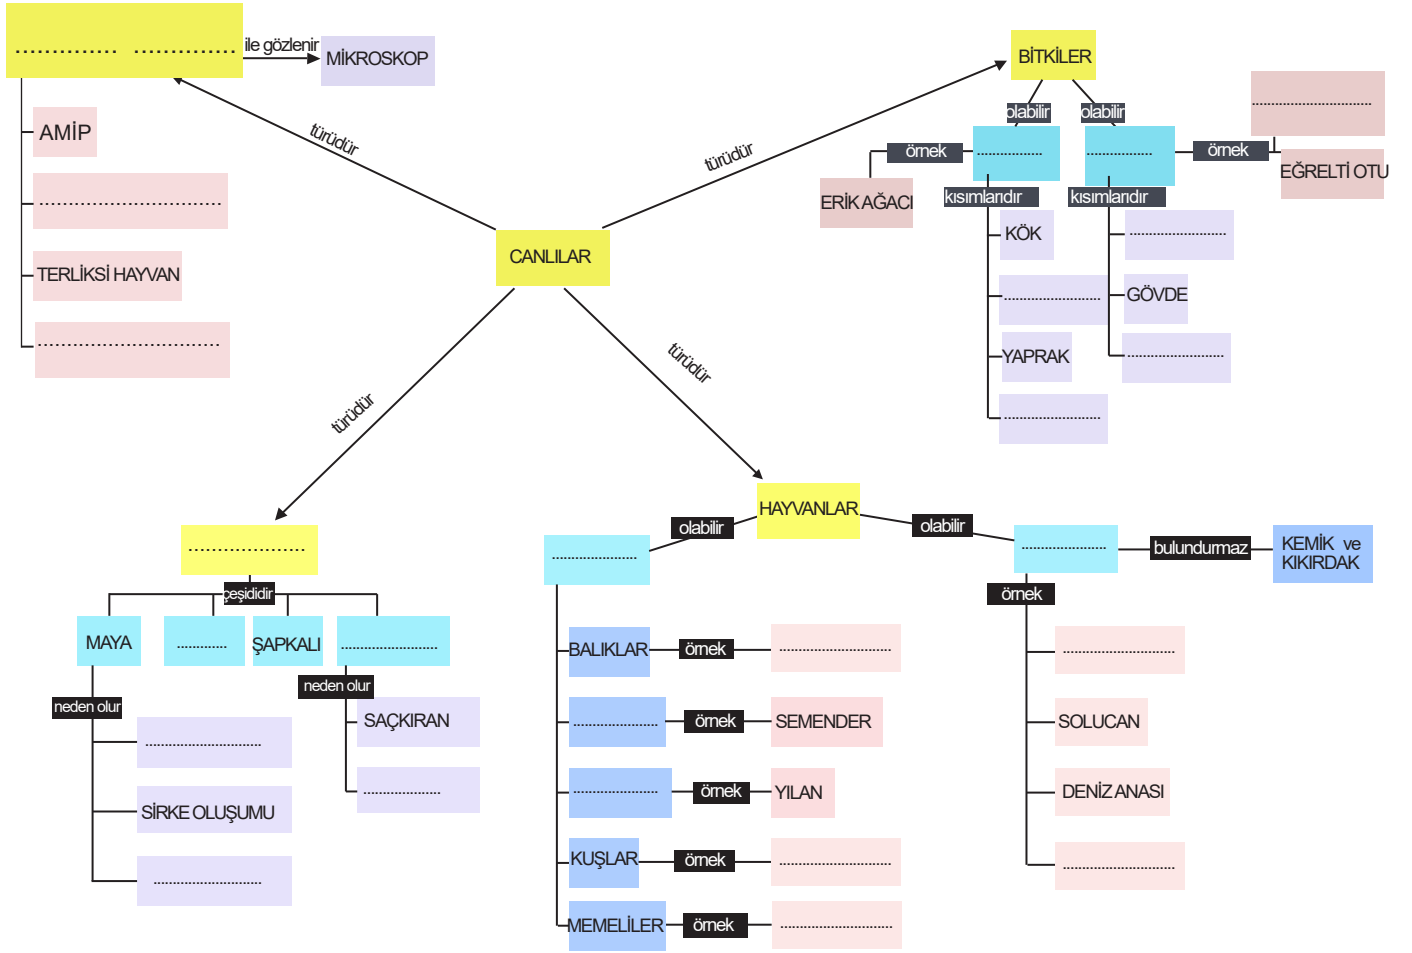 .............. ..............
ile gözlenir
MİKROSKOP
AMİP
..............................
TERLİKSİ HAYVAN
..............................
türüdür
türüdür
CANLILAR
türüdür
türüdür
BİTKİLER
olabilir
olabilir
.................
.................
...............................
örnek
örnek
ERİK AĞACI
EĞRELTİ OTU
kısımlarıdır
kısımlarıdır
KÖK
.........................
.........................
GÖVDE
YAPRAK
.........................
.........................
....................
çeşididir
MAYA
.............
ŞAPKALI
.........................
neden olur
neden olur
SAÇKIRAN
....................
..............................
SİRKE OLUŞUMU
............................
HAYVANLAR
olabilir
olabilir
......................
......................
bulundurmaz
KEMİK ve
KIKIRDAK
örnek
BALIKLAR
örnek
.............................
......................
örnek
SEMENDER
......................
örnek
YILAN
KUŞLAR
örnek
.............................
MEMELİLER
örnek
.............................
.............................
SOLUCAN
DENİZ ANASI
.............................